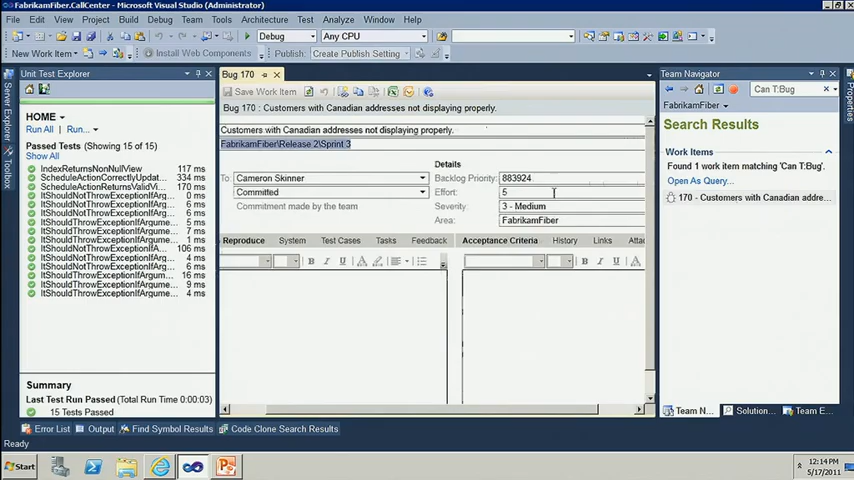 FabrikamFiber.CallCenter - Microsoft Visual Studio (Administrator)
File Edit Project Build Debug Team Tools Architecture Test Analyze Window Help
Debug Any CPU
New Work Item Install Web Components Publish: Create Publish Setting
Unit Test Explorer
Bug 170
Team Navigator
Server Explorer
Toolbox
Properties
Save Work Item
Can T:Bug
HOME
Bug 170 : Customers with Canadian addresses not displaying properly.
FabrikamFiber
Run All Run...
Customers with Canadian addresses not displaying properly.
Search Results
Passed Tests (15 of 15)
FabrikamFiber\Release 2\Sprint 3
Show All
Work Items
IndexReturnsNonNullView 117 ms
Details
Found 1 work item matching 'Can T:Bug'.
ScheduleActionCorrectlyUpdat... 334 ms
To: Cameron Skinner Backlog Priority: 883924
Open As Query...
ScheduleActionReturnsValidVi... 170 ms
Committed Effort: 5
ItShouldNotThrowExceptionIfArg... 0 ms
170 - Customers with Canadian addre...
ItShouldThrowExceptionIfArgume... 6 ms
Commitment made by the team Severity: 3 - Medium
ItShouldNotThrowExceptionIfArg... 2 ms
Area: FabrikamFiber
ItShouldThrowExceptionIfArgume... 5 ms
ItShouldThrowExceptionIfArgume... 7 ms
ItShouldThrowExceptionIfArgume... 1 ms
Reproduce System Test Cases Tasks Feedback Acceptance Criteria History Links Attac
ItShouldNotThrowExceptionIfA... 106 ms
ItShouldThrowExceptionIfArgume... 4 ms
B I U A B I U A
ItShouldNotThrowExceptionIfArg... 6 ms
ItShouldThrowExceptionIfArgum... 16 ms
ItShouldThrowExceptionIfArgume... 9 ms
ItShouldThrowExceptionIfArgume... 4 ms
Summary
Last Test Run Passed (Total Run Time 0:00:03)
15 Tests Passed
Team N... Solution... Team E...
Error List Output Find Symbol Results Code Clone Search Results
Ready
Start
12:14 PM
5/17/2011